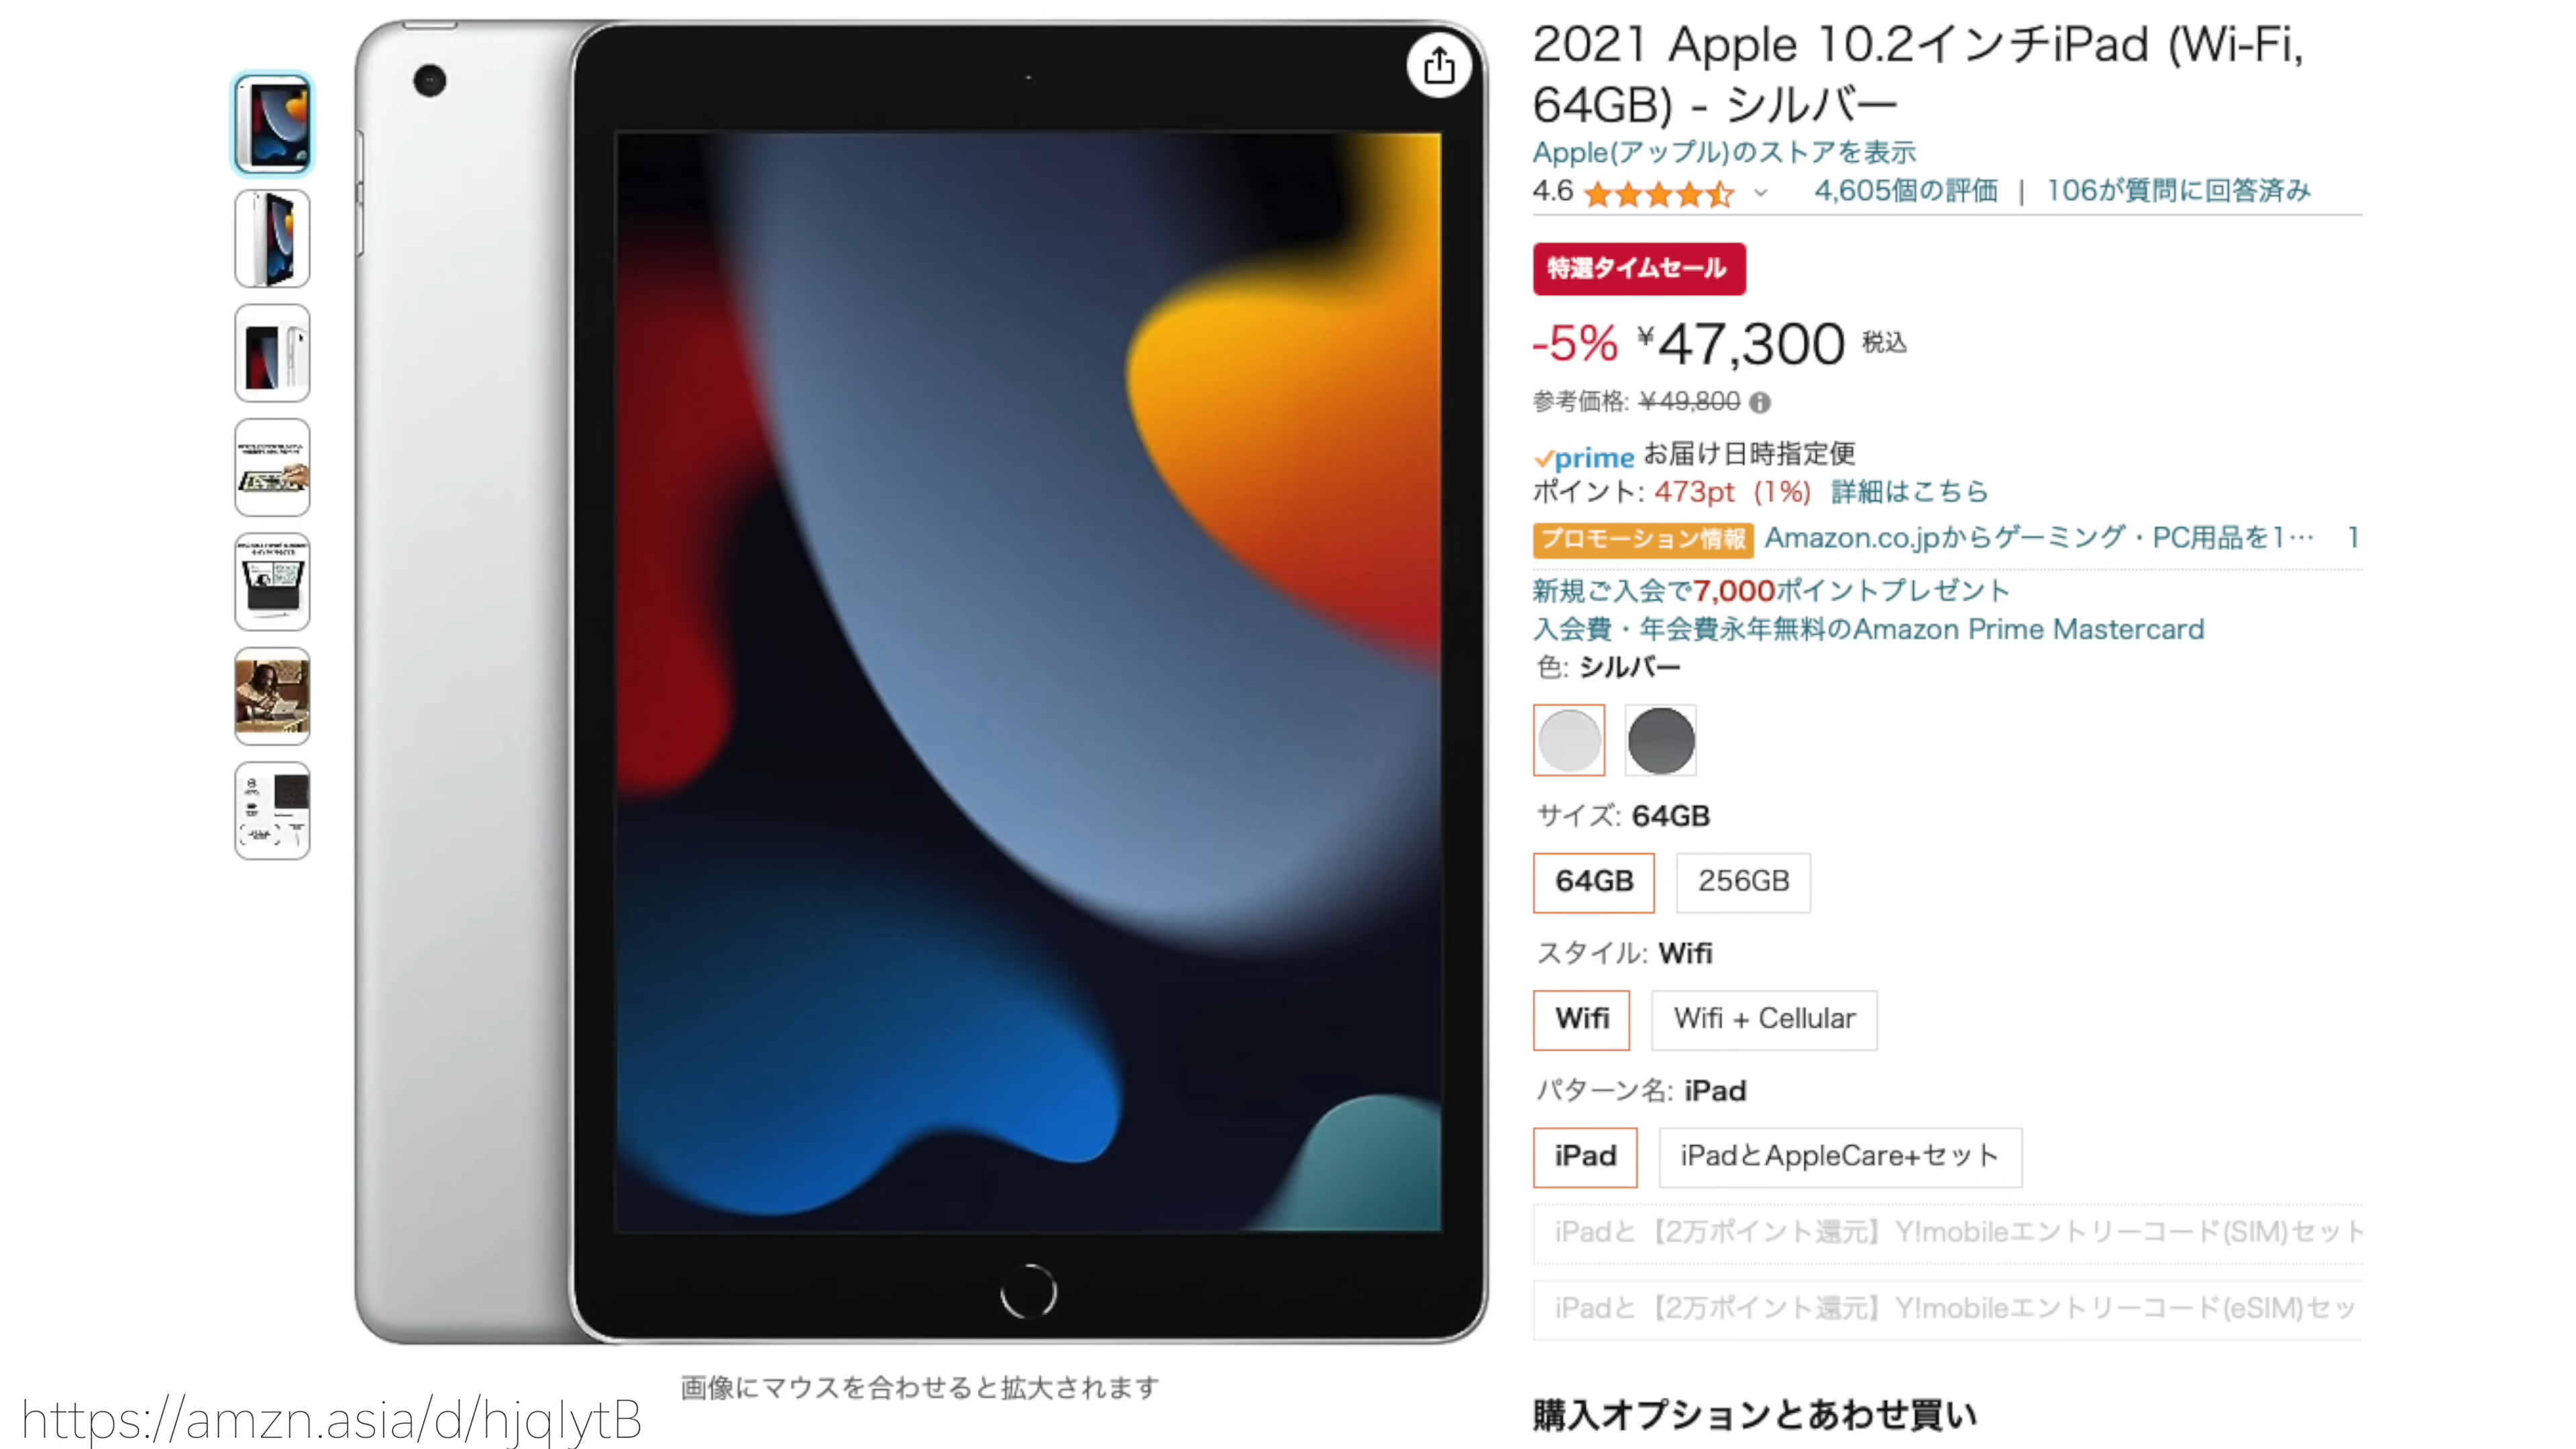 2021 Apple 10.2インチiPad (Wi-Fi,
64GB) - シルバー
Apple(アップル)のストアを表示
4.6 4,605個の評価 | 106が質問に回答済み
特選タイムセール
-5% ¥47,300 税込
参考価格: ¥49,800
prime お届け日時指定便
ポイント: 473pt (1%) 詳細はこちら
プロモーション情報 Amazon.co.jpからゲーミング・PC用品を1… 1
新規ご入会で7,000ポイントプレゼント
入会費・年会費永年無料のAmazon Prime Mastercard
色: シルバー
サイズ: 64GB
64GB 256GB
スタイル: Wifi
Wifi Wifi + Cellular
パターン名: iPad
iPad iPadとAppleCare+セット
iPadと【2万ポイント還元】Y!mobileエントリーコード(SIM)セット
iPadと【2万ポイント還元】Y!mobileエントリーコード(eSIM)セッ
画像にマウスを合わせると拡大されます
購入オプションとあわせ買い
https://amzn.asia/d/hjqIytB